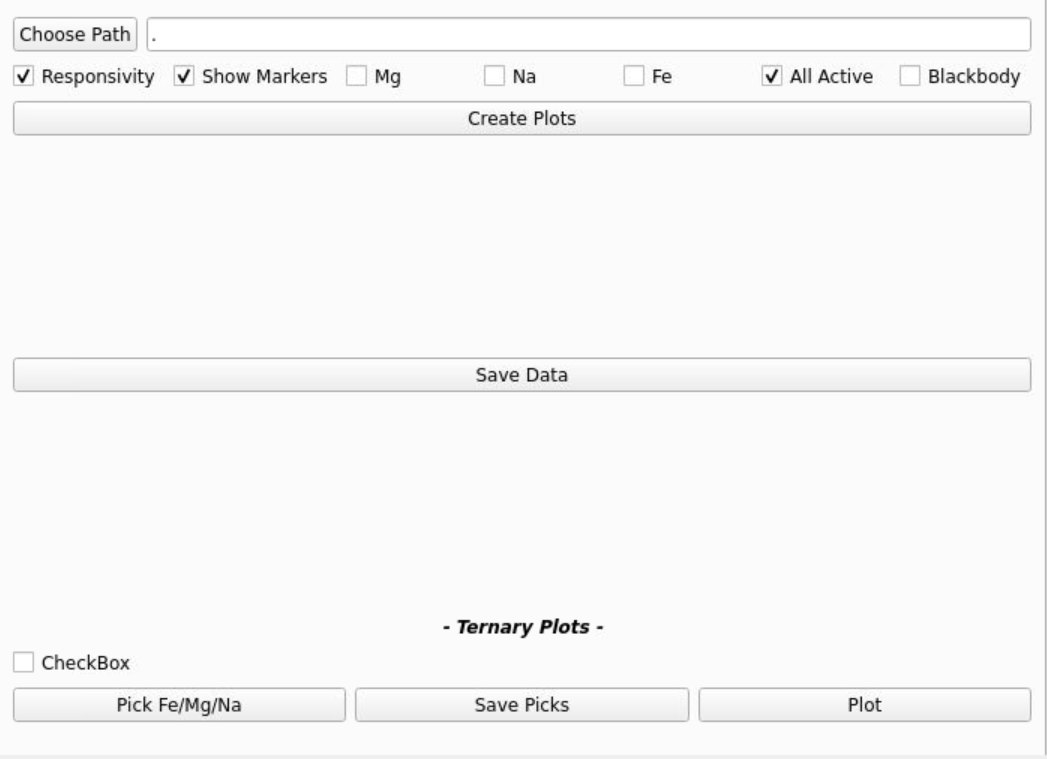 Choose Path .
Responsivity Show Markers Mg Na Fe All Active Blackbody
Create Plots
Save Data
- Ternary Plots -
CheckBox
Pick Fe/Mg/Na Save Picks Plot